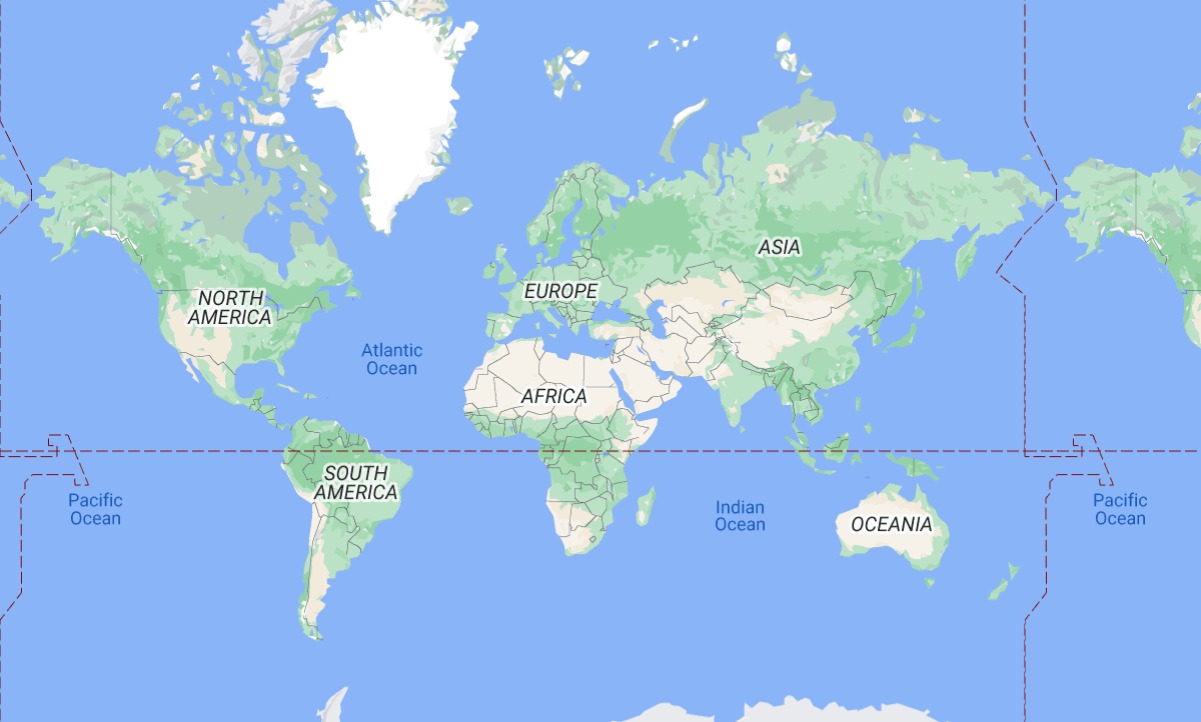 ASIA
EUROPE
NORTH
AMERICA
Atlantic
Ocean
AFRICA
SOUTH
AMERICA
Pacific
Ocean
Indian
Ocean
OCEANIA
Pacific
Ocean